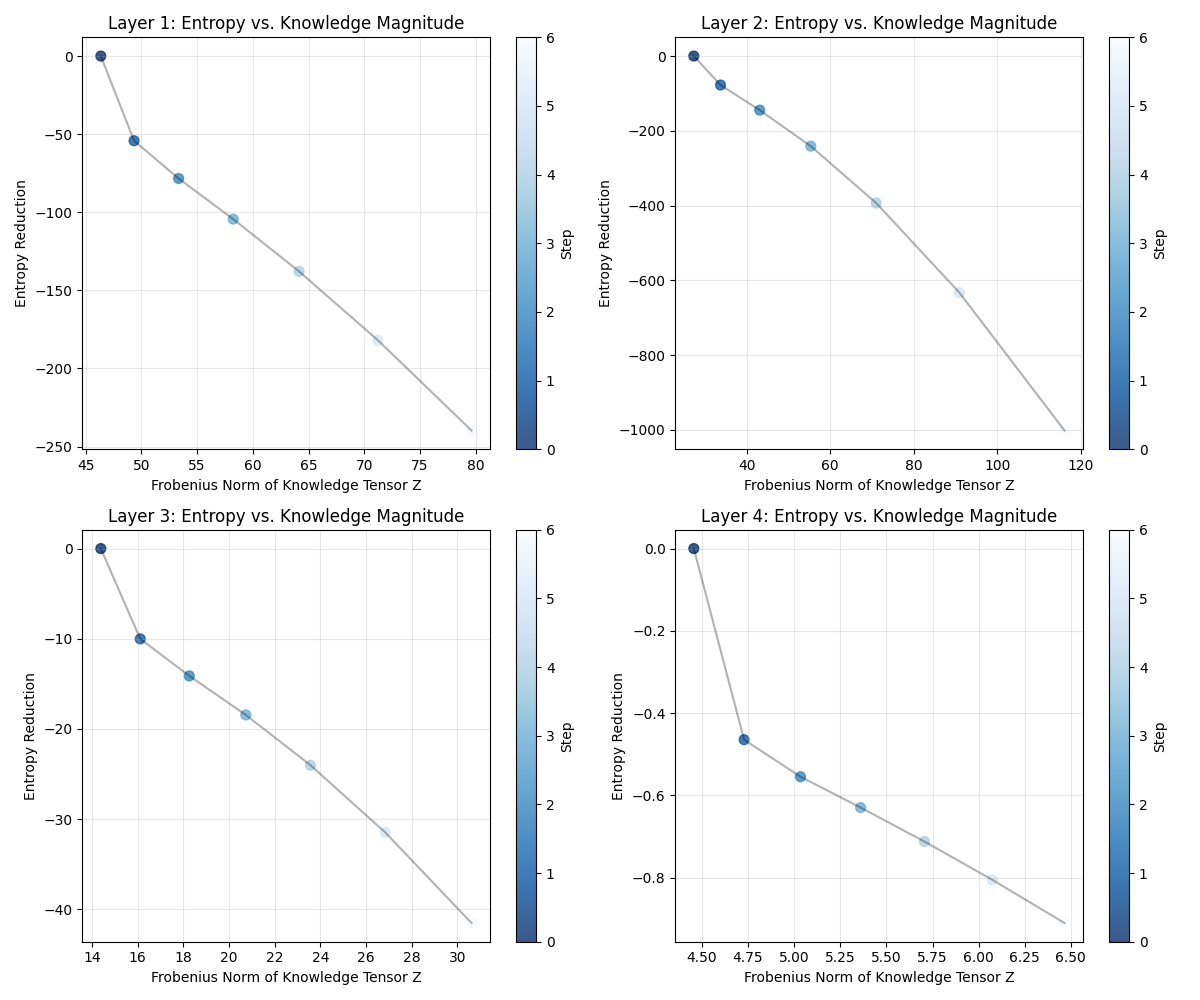 Layer 1: Entropy vs. Knowledge Magnitude
0
−50
−100
−150
−200
−250
Entropy Reduction
45 50 55 60 65 70 75 80
Frobenius Norm of Knowledge Tensor Z
6
5
4
3
2
1
0
Step
Layer 2: Entropy vs. Knowledge Magnitude
0
−200
−400
−600
−800
−1000
Entropy Reduction
40 60 80 100 120
Frobenius Norm of Knowledge Tensor Z
6
5
4
3
2
1
0
Step
Layer 3: Entropy vs. Knowledge Magnitude
0
−10
−20
−30
−40
Entropy Reduction
14 16 18 20 22 24 26 28 30
Frobenius Norm of Knowledge Tensor Z
6
5
4
3
2
1
0
Step
Layer 4: Entropy vs. Knowledge Magnitude
0.0
−0.2
−0.4
−0.6
−0.8
Entropy Reduction
4.50 4.75 5.00 5.25 5.50 5.75 6.00 6.25 6.50
Frobenius Norm of Knowledge Tensor Z
6
5
4
3
2
1
0
Step